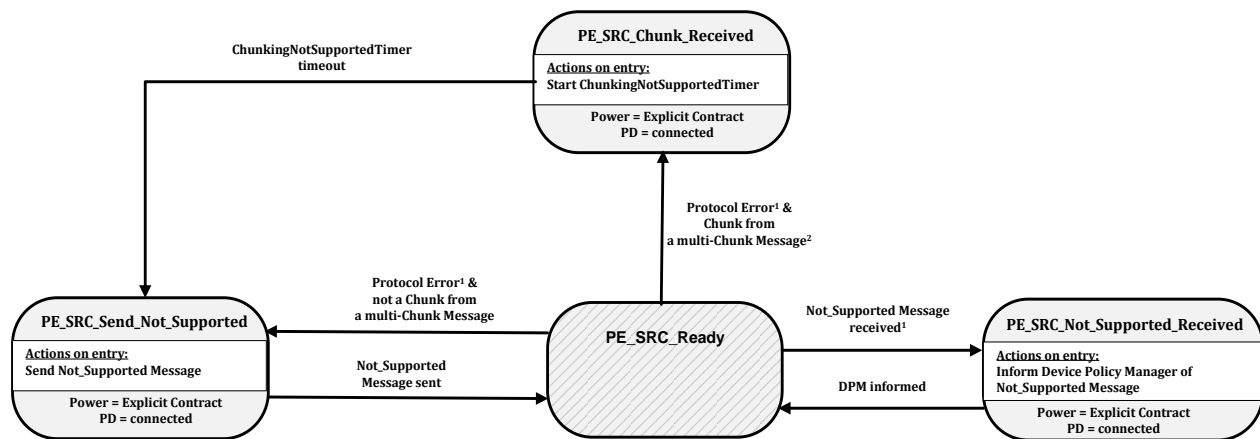 PE_SRC_Chunk_Received
Actions on entry:
Start ChunkingNotSupportedTimer
Power = Explicit Contract
PD = connected
ChunkingNotSupportedTimer
timeout
Protocol Error¹ &
Chunk from
a multi-Chunk Message²
Protocol Error¹ &
not a Chunk from
a multi-Chunk Message
Not_Supported
Message sent
PE_SRC_Send_Not_Supported
Actions on entry:
Send Not_Supported Message
Power = Explicit Contract
PD = connected
PE_SRC_Ready
Not_Supported Message
received¹
DPM informed
PE_SRC_Not_Supported_Received
Actions on entry:
Inform Device Policy Manager of
Not_Supported Message
Power = Explicit Contract
PD = connected